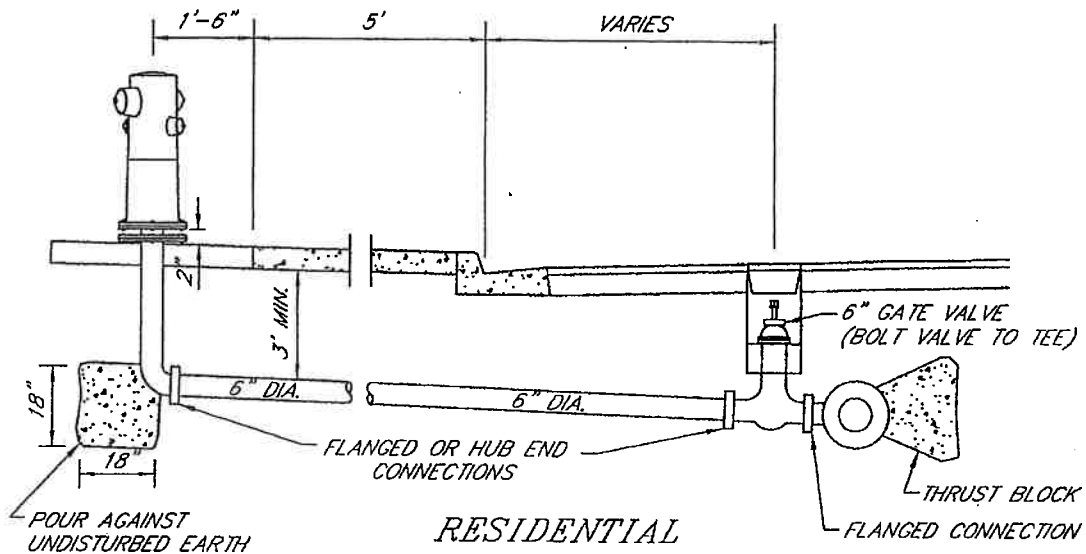 1'-6"
5'
VARIES
2"
3' MIN.
6" GATE VALVE
(BOLT VALVE TO TEE)
18"
6" DIA.
6" DIA.
18"
FLANGED OR HUB END
CONNECTIONS
THRUST BLOCK
POUR AGAINST
UNDISTURBED EARTH
RESIDENTIAL
FLANGED CONNECTION